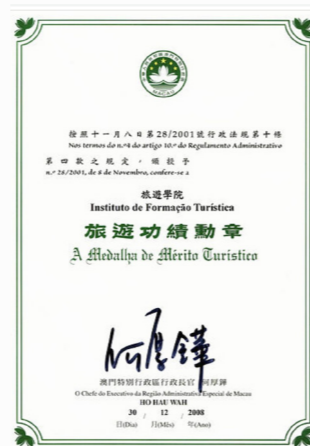 MACAU
按照十一月八日第28/2001號行政法規第十條
Nos termos do n.º4 do artigo 10.º do Regulamento Administrativo
第四款之規定，頒授予
n.º 28/2001, de 8 de Novembro, confere-se a
旅遊學院
Instituto de Formação Turística
旅遊功績勳章
A Medalha de Mérito Turístico
何厚鏵
澳門特別行政區行政長官 何厚鏵
O Chefe do Executivo da Região Administrativa Especial de Macau
HO HAU WAH
30 / 12 / 2008
日(Dia) 月(Mês) 年(Ano)